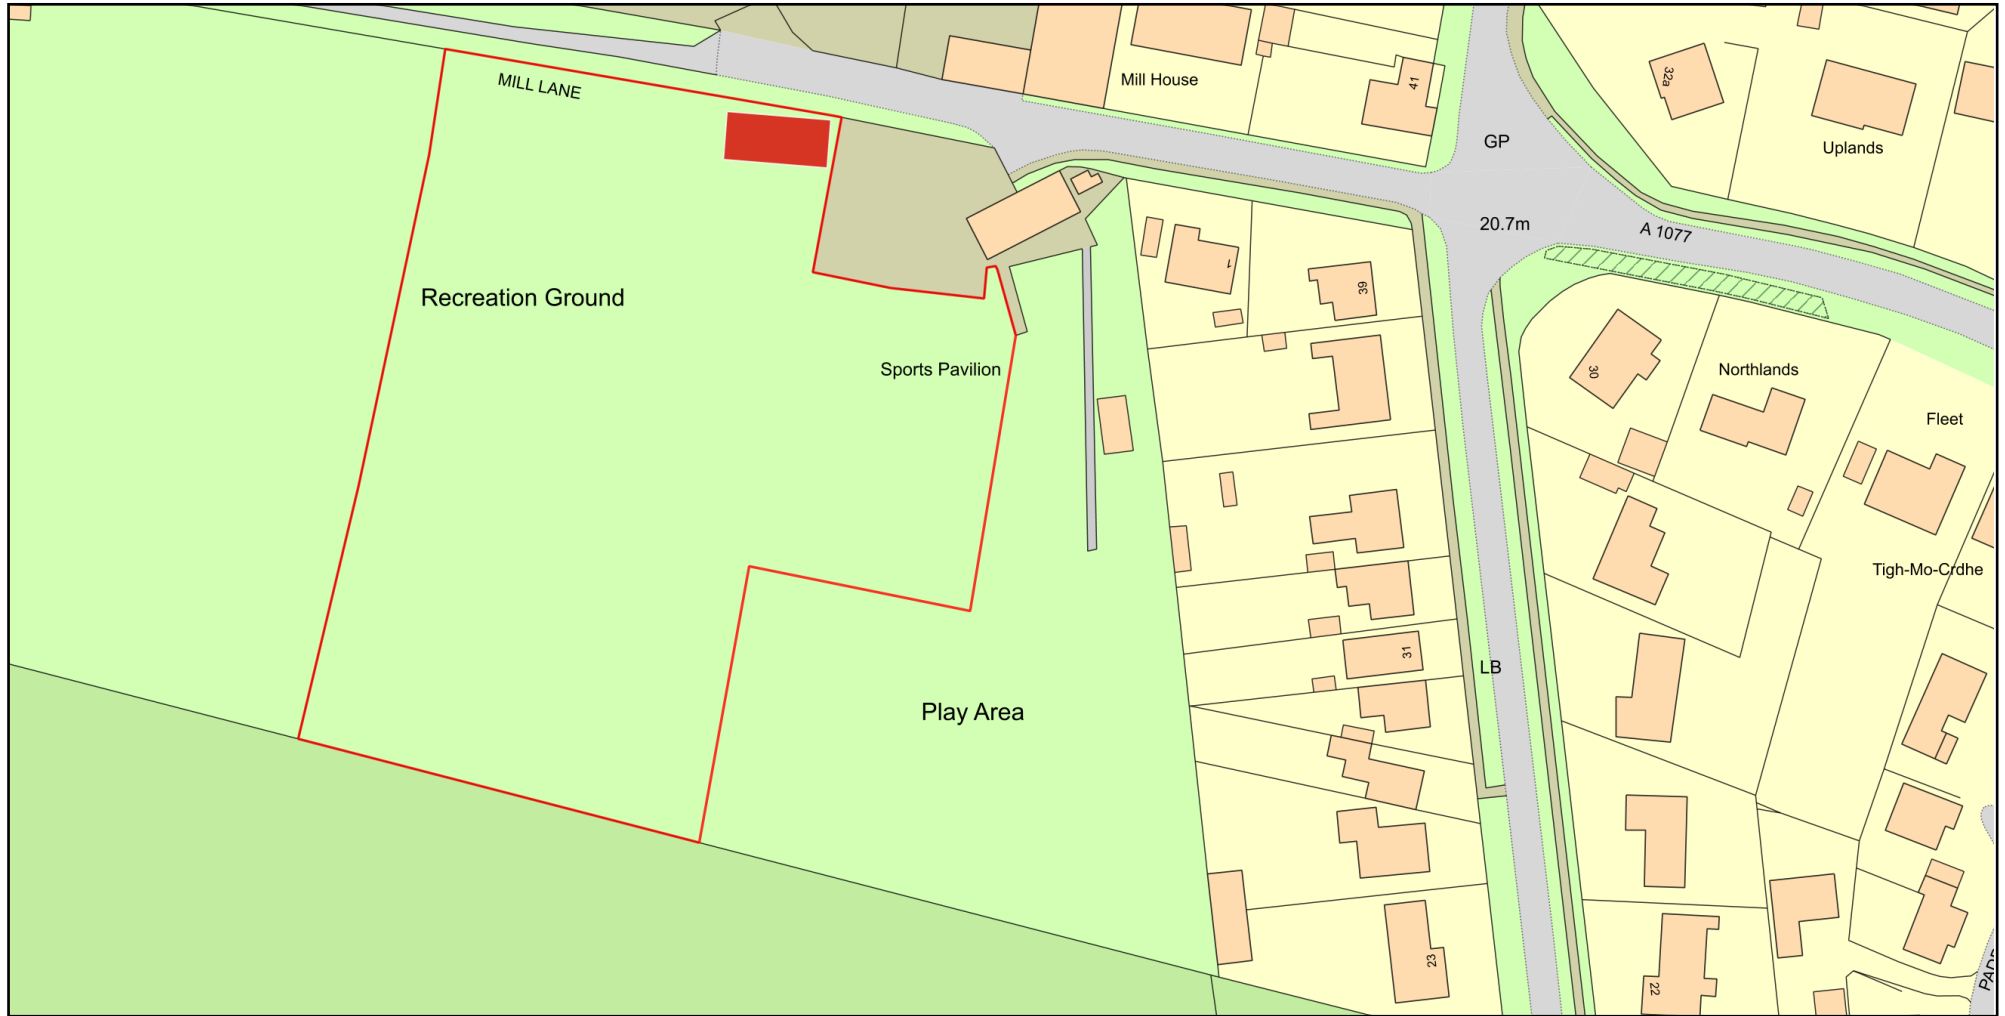 MILL LANE
Mill House
41
32a
GP
Uplands
20.7m
A 1077
1
39
Recreation Ground
Sports Pavilion
30
Northlands
Fleet
Tigh-Mo-Crdhe
31
LB
Play Area
23
22